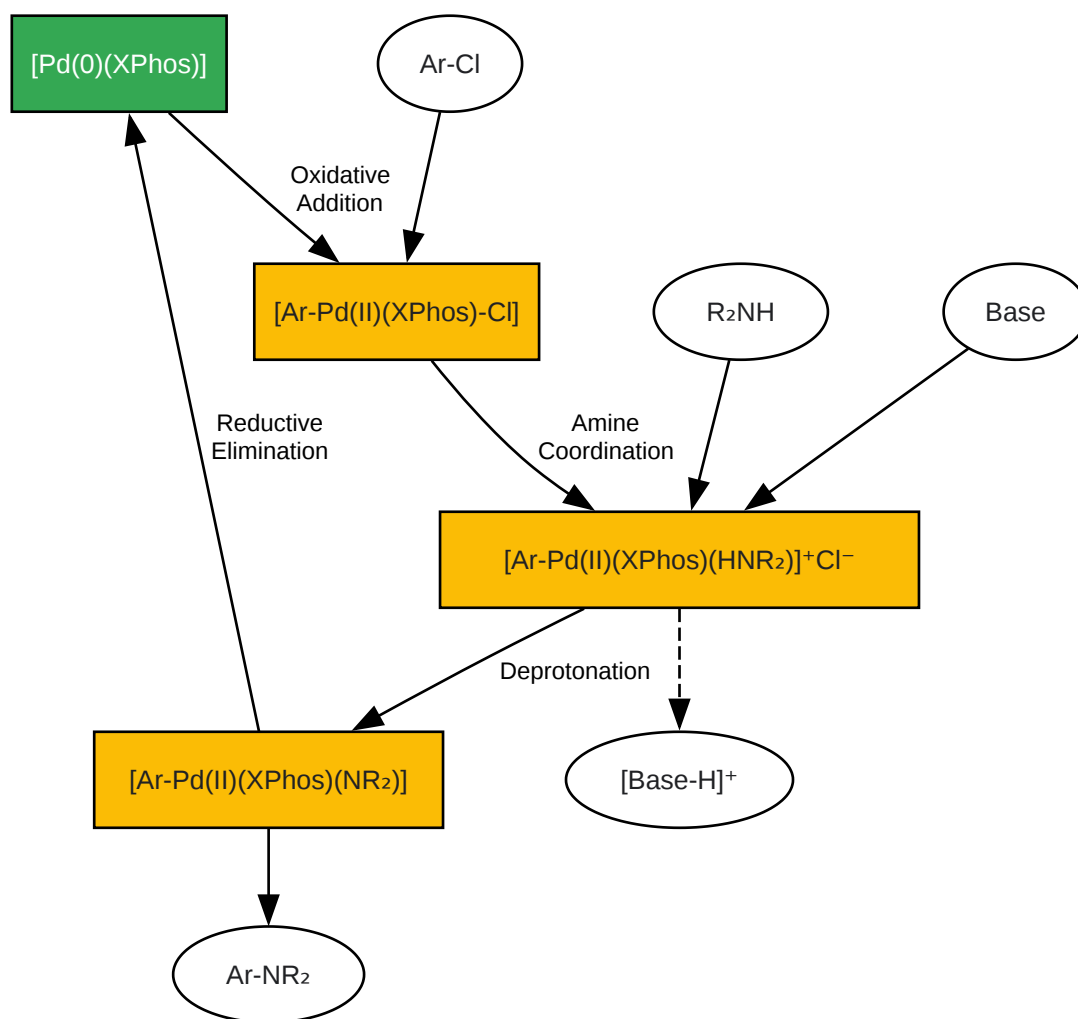 [Pd(0)(XPhos)]
Ar-Cl
Oxidative
Addition
[Ar-Pd(II)(XPhos)-Cl]
R₂NH
Base
Reductive
Elimination
Amine
Coordination
[Ar-Pd(II)(XPhos)(HNR₂)]⁺Cl⁻
Deprotonation
[Ar-Pd(II)(XPhos)(NR₂)]
[Base-H]⁺
Ar-NR₂